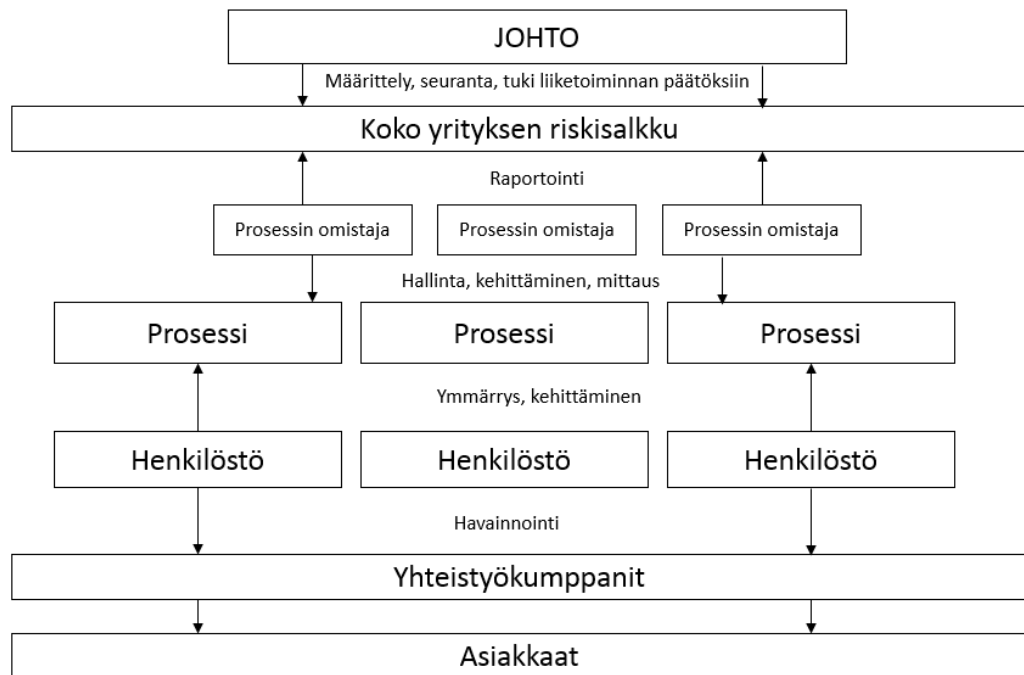 JOHTO
Määrittely, seuranta, tuki liiketoiminnan päätöksiin
Koko yrityksen riskisalkku
Raportointi
Prosessin omistaja
Prosessin omistaja
Prosessin omistaja
Hallinta, kehittäminen, mittaus
Prosessi
Prosessi
Prosessi
Ymmärrys, kehittäminen
Henkilöstö
Henkilöstö
Henkilöstö
Havainnointi
Yhteistyökumppanit
Asiakkaat